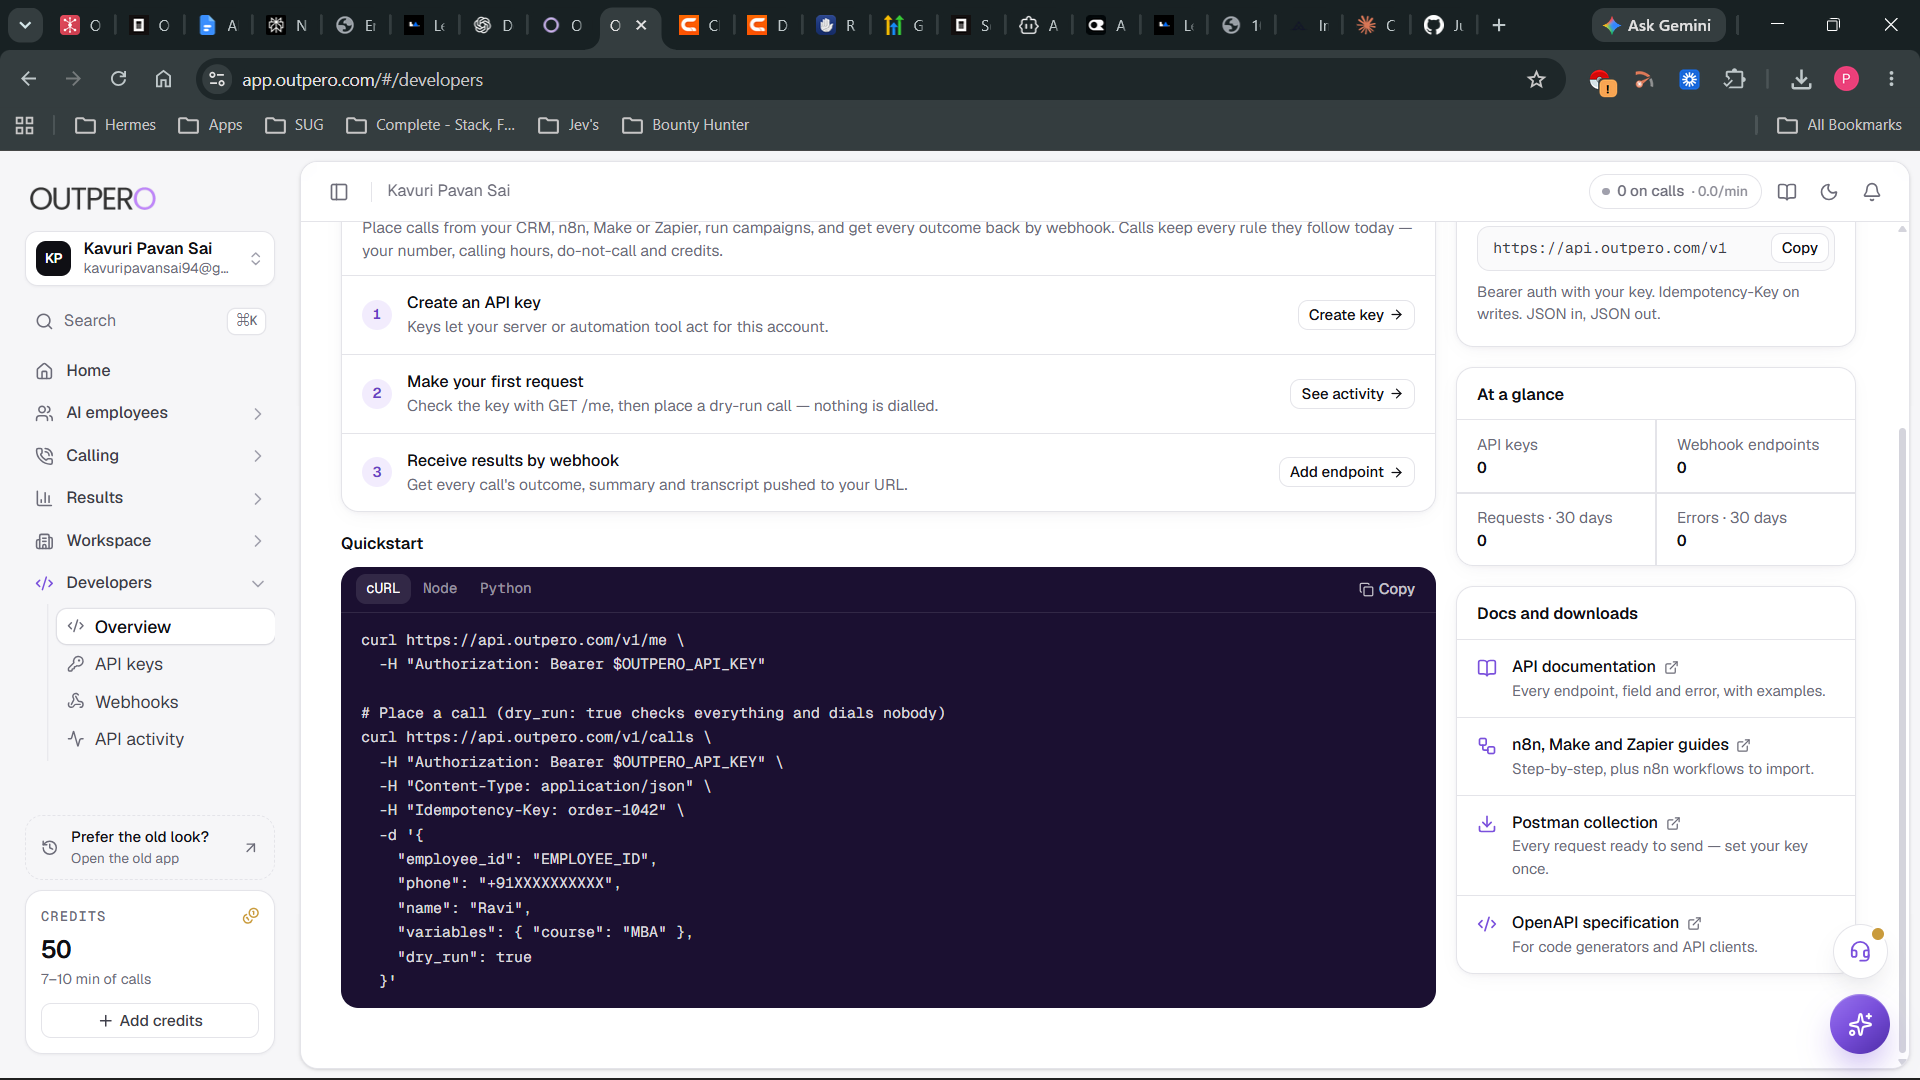 Ask Gemini
app.outpero.com/#/developers
Hermes
Apps
SUG
Complete - Stack, F...
Jev's
Bounty Hunter
All Bookmarks
OUTPERO
KP
Kavuri Pavan Sai
kavuripavansai94@g...
Search
⌘K
Home
AI employees
Calling
Results
Workspace
Developers
Overview
API keys
Webhooks
API activity
Prefer the old look?
Open the old app
CREDITS
50
7–10 min of calls
+ Add credits
Kavuri Pavan Sai
0 on calls · 0.0/min
Place calls from your CRM, n8n, Make or Zapier, run campaigns, and get every outcome back by webhook. Calls keep every rule they follow today —
your number, calling hours, do-not-call and credits.
1
Create an API key
Keys let your server or automation tool act for this account.
Create key →
2
Make your first request
Check the key with GET /me, then place a dry-run call — nothing is dialled.
See activity →
3
Receive results by webhook
Get every call's outcome, summary and transcript pushed to your URL.
Add endpoint →
Quickstart
cURL
Node
Python
Copy
curl https://api.outpero.com/v1/me \
-H "Authorization: Bearer $OUTPERO_API_KEY"
# Place a call (dry_run: true checks everything and dials nobody)
curl https://api.outpero.com/v1/calls \
-H "Authorization: Bearer $OUTPERO_API_KEY" \
-H "Content-Type: application/json" \
-H "Idempotency-Key: order-1042" \
-d '{
"employee_id": "EMPLOYEE_ID",
"phone": "+91XXXXXXXXXX",
"name": "Ravi",
"variables": { "course": "MBA" },
"dry_run": true
}'
https://api.outpero.com/v1
Copy
Bearer auth with your key. Idempotency-Key on
writes. JSON in, JSON out.
At a glance
API keys
0
Webhook endpoints
0
Requests · 30 days
0
Errors · 30 days
0
Docs and downloads
API documentation
Every endpoint, field and error, with examples.
n8n, Make and Zapier guides
Step-by-step, plus n8n workflows to import.
Postman collection
Every request ready to send — set your key
once.
OpenAPI specification
For code generators and API clients.